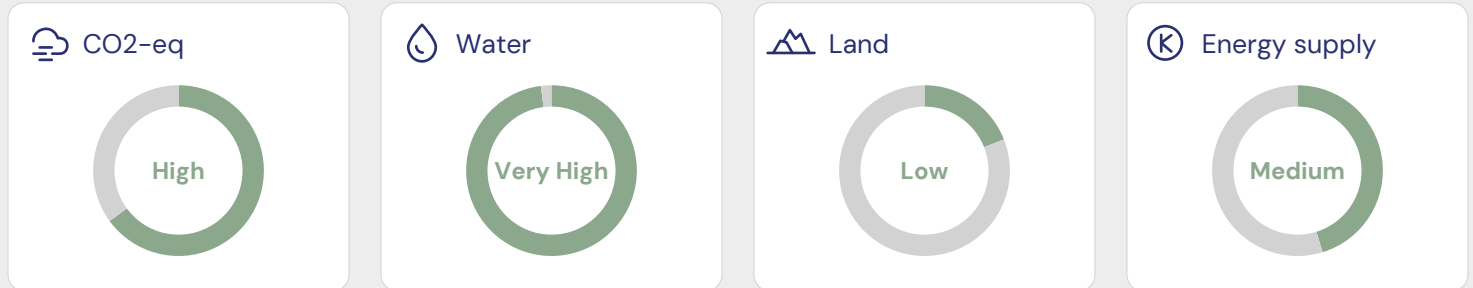 CO2-eq
High
Water
Very High
Land
Low
Energy supply
Medium